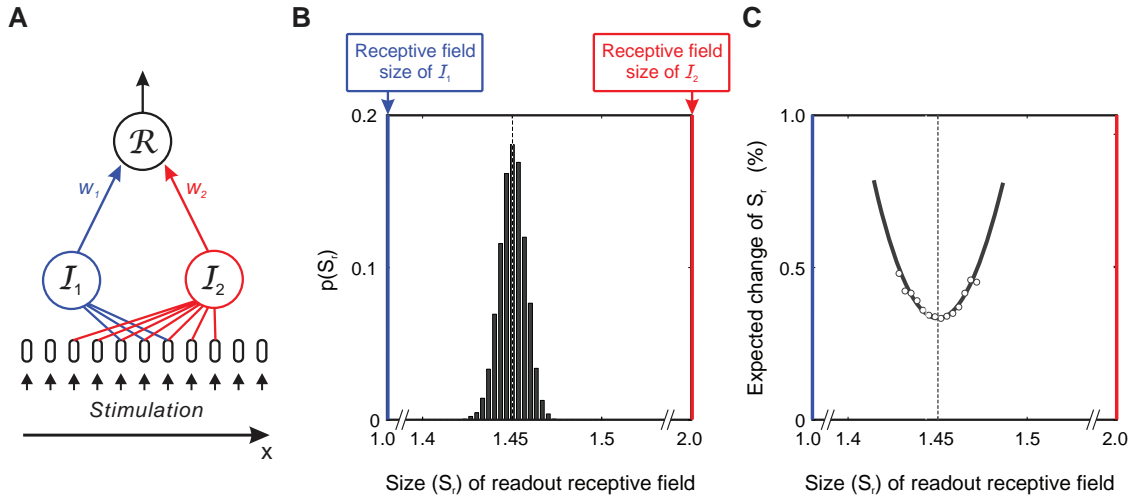 A
R
w₁
w₂
I₁
I₂
Stimulation
x
B
Receptive field
size of I₁
Receptive field
size of I₂
p(Sᵣ)
0.2
0.1
0
1.0
1.4
1.45
1.5
2.0
Size (Sᵣ) of readout receptive field
C
Expected change of Sᵣ (%)
1.0
0.5
0
1.0
1.4
1.45
1.5
2.0
Size (Sᵣ) of readout receptive field